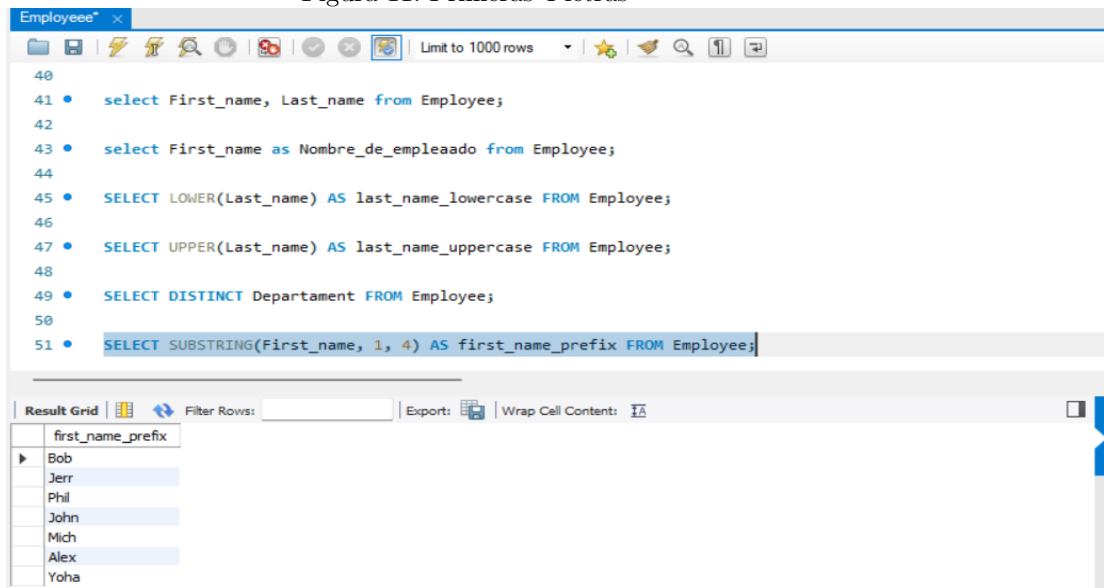 Employeee*
Limit to 1000 rows
40
41 select First_name, Last_name from Employee;
42
43 select First_name as Nombre_de_empleaado from Employee;
44
45 SELECT LOWER(Last_name) AS last_name_lowercase FROM Employee;
46
47 SELECT UPPER(Last_name) AS last_name_uppercase FROM Employee;
48
49 SELECT DISTINCT Departament FROM Employee;
50
51 SELECT SUBSTRING(First_name, 1, 4) AS first_name_prefix FROM Employee;
Result Grid Filter Rows: Export: Wrap Cell Content: IA
first_name_prefix
Bob
Jerr
Phil
John
Mich
Alex
Yoha